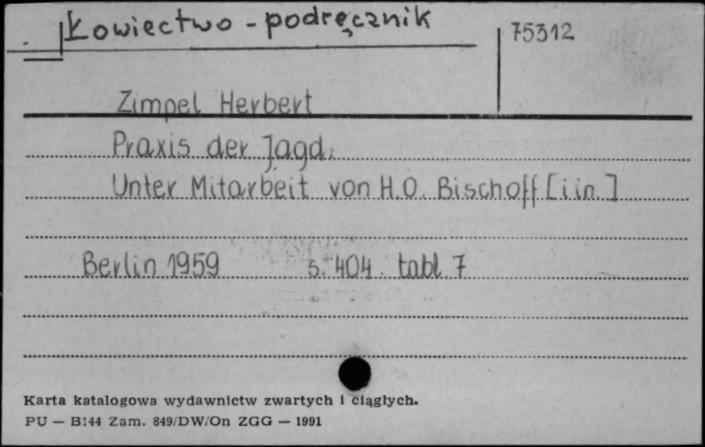 Łowiectwo - podręcznik
75312
Zimpel Herbert
Praxis der Jagd.
Unter Mitarbeit von H.O. Bischoff [i in.]
Berlin 1959 s. 404 tabl. 7
Karta katalogowa wydawnictw zwartych i ciągłych.
PU — B144 Zam. 849/DW/On ZGG — 1991